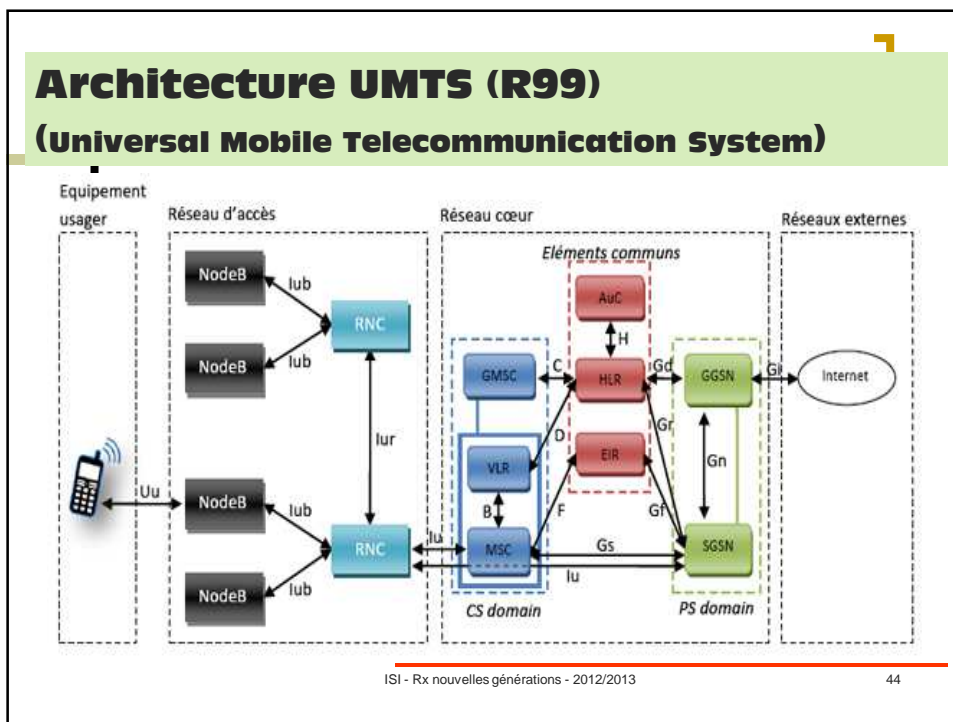 Architecture UMTS (R99)
(Universal Mobile Telecommunication System)
Equipement
usager
Réseau d'accès
Réseau cœur
Réseaux externes
Eléments communs
NodeB
Iub
AuC
RNC
H
NodeB
Iub
GMSC
C
HLR
Gd
GGSN
Gi
Internet
D
Gr
Iur
VLR
EIR
Gn
Uu
NodeB
Iub
B
F
Gf
RNC
Iu
MSC
Gs
SGSN
Iu
NodeB
Iub
CS domain
PS domain
ISI - Rx nouvelles générations - 2012/2013
44